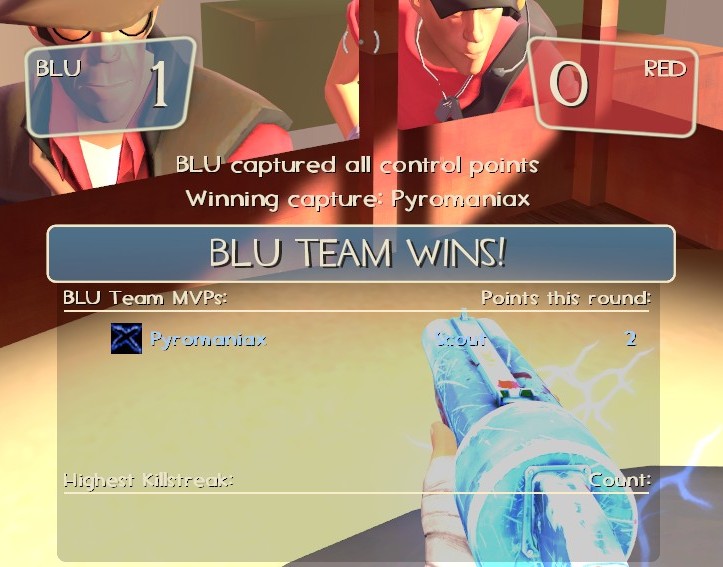 BLU 1 0 RED
BLU captured all control points
Winning capture: Pyromaniax
BLU TEAM WINS!
BLU Team MVPs: Points this round:
Pyromaniax Scout 2
Highest Killstreak: Count: